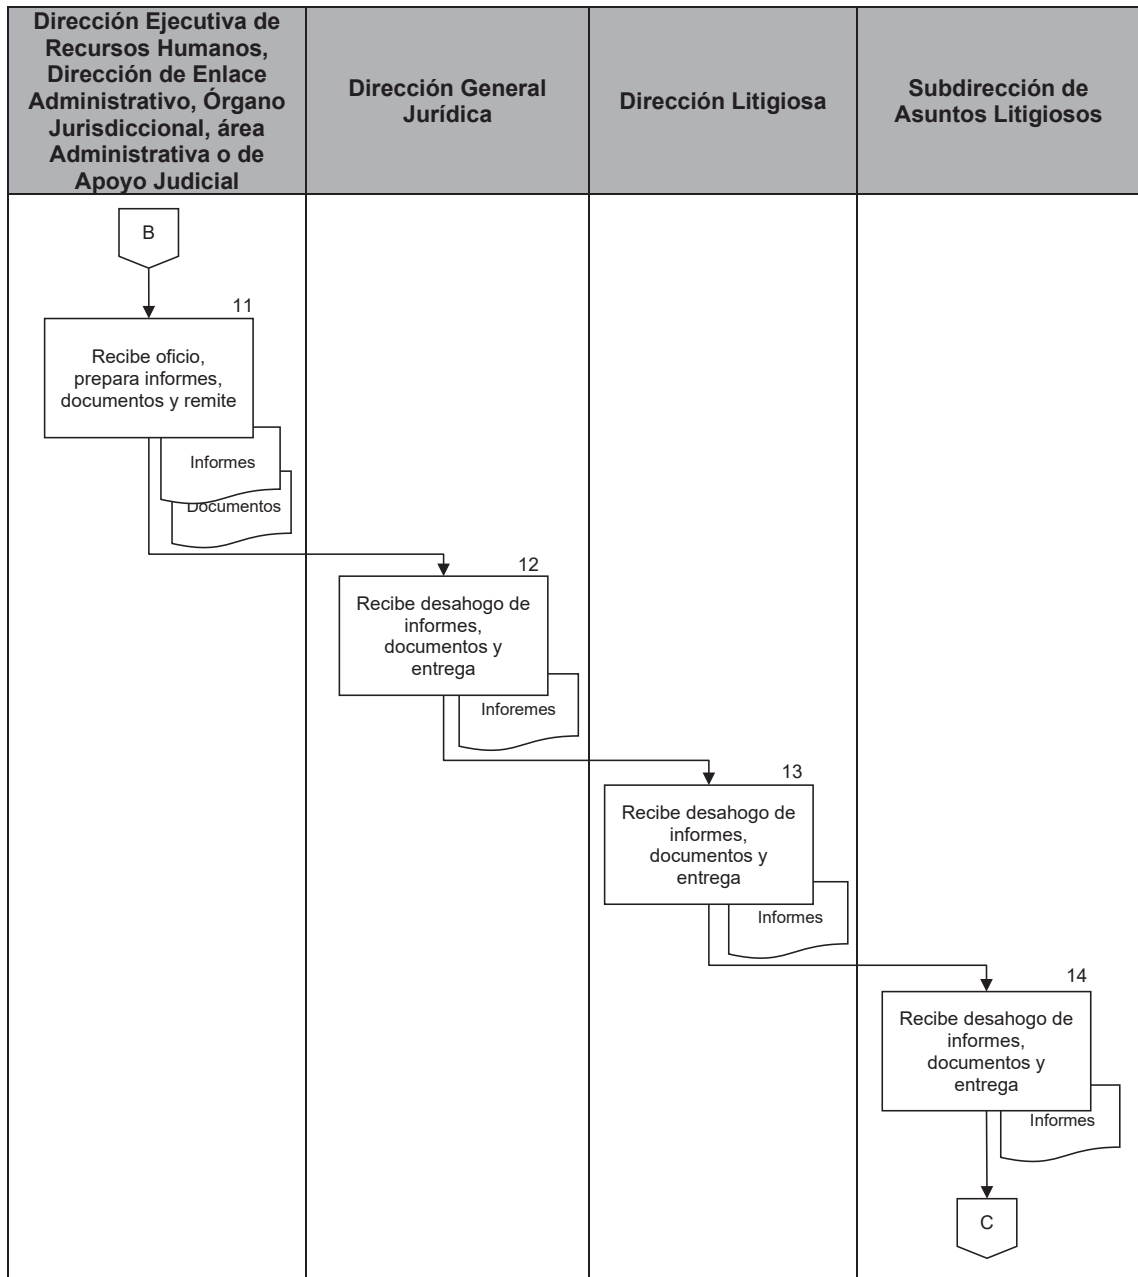 Dirección Ejecutiva de
Recursos Humanos,
Dirección de Enlace
Administrativo, Órgano
Jurisdiccional, área
Administrativa o de
Apoyo Judicial
Dirección General
Jurídica
Dirección Litigiosa
Subdirección de
Asuntos Litigiosos
B
11
Recibe oficio,
prepara informes,
documentos y remite
Informes
Documentos
12
Recibe desahogo de
informes,
documentos y
entrega
Inforemes
13
Recibe desahogo de
informes,
documentos y
entrega
Informes
14
Recibe desahogo de
informes,
documentos y
entrega
Informes
C